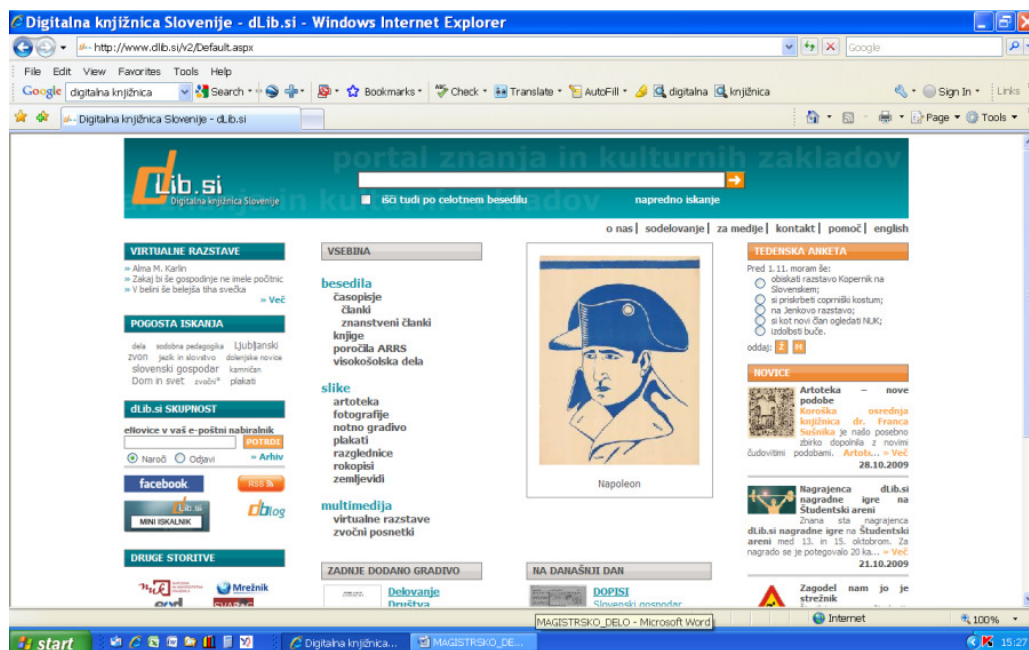 Digitalna knjižnica Slovenije - dLib.si - Windows Internet Explorer
http://www.dlib.si/v2/Default.aspx
Google
File Edit View Favorites Tools Help
Google digitalna knjižnica Search Bookmarks Check Translate AutoFill digitalna knjižnica Sign In Links
Digitalna knjižnica Slovenije - dLib.si
Page Tools
portal znanja in kulturnih zakladov
dLib.si
Digitalna knjižnica Slovenije
išči tudi po celotnem besedilu
napredno iskanje
o nas | sodelovanje | za medije | kontakt | pomoč | english
VIRTUALNE RAZSTAVE
» Alma M. Karlin
» Zakaj bi še gospodinje ne imele počitnic
» V belini še belejša tiha svečka
» Več
POGOSTA ISKANJA
dela sodobna pedagogika Ljubljanski
zvon jezik in slovstvo dolenjske novice
slovenski gospodar kamničan
Dom in svet zvočni* plakati
dLib.si SKUPNOST
eNovice v vaš e-poštni nabiralnik
POTRDI
Naroči Odjavi » Arhiv
facebook
RSS
dLib.si
MINI ISKALNIK
dblog
DRUGE STORITVE
Mrežnik
VSEBINA
besedila
časopisje
članki
znanstveni članki
knjige
poročila ARRS
visokošolska dela
slike
artoteka
fotografije
notno gradivo
plakati
razglednice
rokopisi
zemljevidi
multimedija
virtualne razstave
zvočni posnetki
ZADNJE DODANO GRADIVO
Delovanje
Društva
Napoleon
NA DANAŠNJI DAN
DOPISI
Slovenski gospodar
TEDENSKA ANKETA
Pred 1.11. moram še:
obiskati razstavo Kopernik na
Slovenskem;
si priskrbeti coprniški kostum;
na Jenkovo razstavo;
si kot novi član ogledati NUK;
izdolbsti buče.
oddaj: Ž M
NOVICE
Artoteka – nove
podobe
Koroška osrednja
knjižnica dr. Franca
Sušnika je našo posebno
zbirko dopolnila z novimi
čudovitimi podobami. Artot... » Več
28.10.2009
Nagrajenca dLib.si
nagradne igre na
Študentski areni
Znana sta nagrajenca
dLib.si nagradne igre na Študentski
areni med 13. in 15. oktobrom. Za
nagrado se je potegovalo 20 ka... » Več
21.10.2009
Zagodel nam jo je
strežnik
MAGISTRSKO_DELO - Microsoft Word
Internet
100%
start
Digitalna knjižnica...
MAGISTRSKO_DE...
15:27